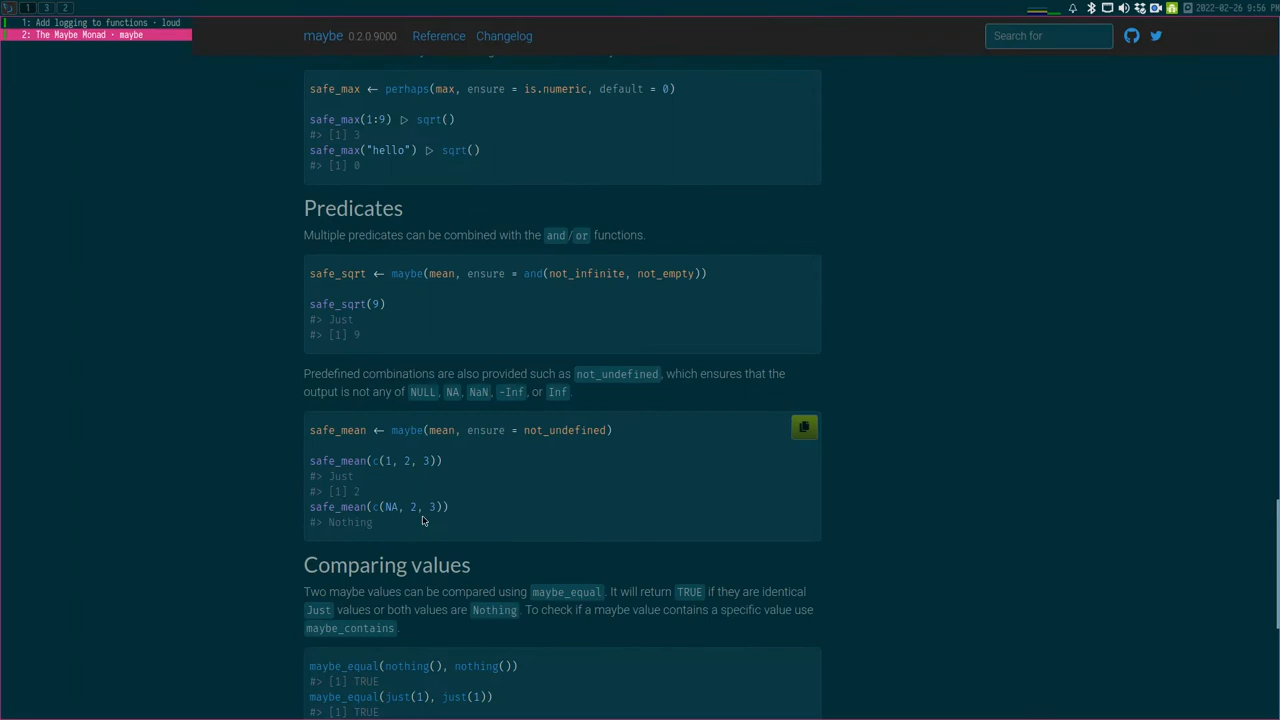 1 3 2 2022-02-26 9:56 PM
1: Add logging to functions · loud
2: The Maybe Monad · maybe
maybe 0.2.0.9000 Reference Changelog Search for
safe_max ← perhaps(max, ensure = is.numeric, default = 0)
safe_max(1:9) ▷ sqrt()
#> [1] 3
safe_max("hello") ▷ sqrt()
#> [1] 0
Predicates
Multiple predicates can be combined with the and/or functions.
safe_sqrt ← maybe(mean, ensure = and(not_infinite, not_empty))
safe_sqrt(9)
#> Just
#> [1] 9
Predefined combinations are also provided such as not_undefined, which ensures that the
output is not any of NULL, NA, NaN, -Inf, or Inf.
safe_mean ← maybe(mean, ensure = not_undefined)
safe_mean(c(1, 2, 3))
#> Just
#> [1] 2
safe_mean(c(NA, 2, 3))
#> Nothing
Comparing values
Two maybe values can be compared using maybe_equal. It will return TRUE if they are identical
Just values or both values are Nothing. To check if a maybe value contains a specific value use
maybe_contains.
maybe_equal(nothing(), nothing())
#> [1] TRUE
maybe_equal(just(1), just(1))
#> [1] TRUE